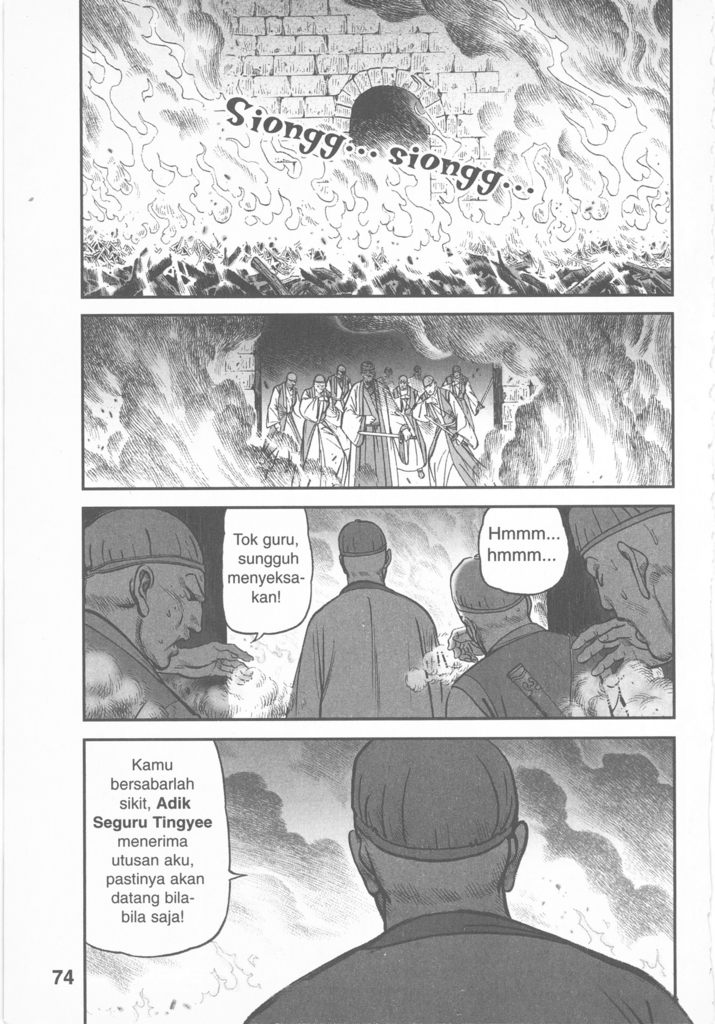 Siongg... siongg...
Tok guru,
sungguh
menyeksa-
kan!
Hmmm...
hmmm...
Kamu
bersabarlah
sikit, Adik
Seguru Tingyee
menerima
utusan aku,
pastinya akan
datang bila-
bila saja!
74